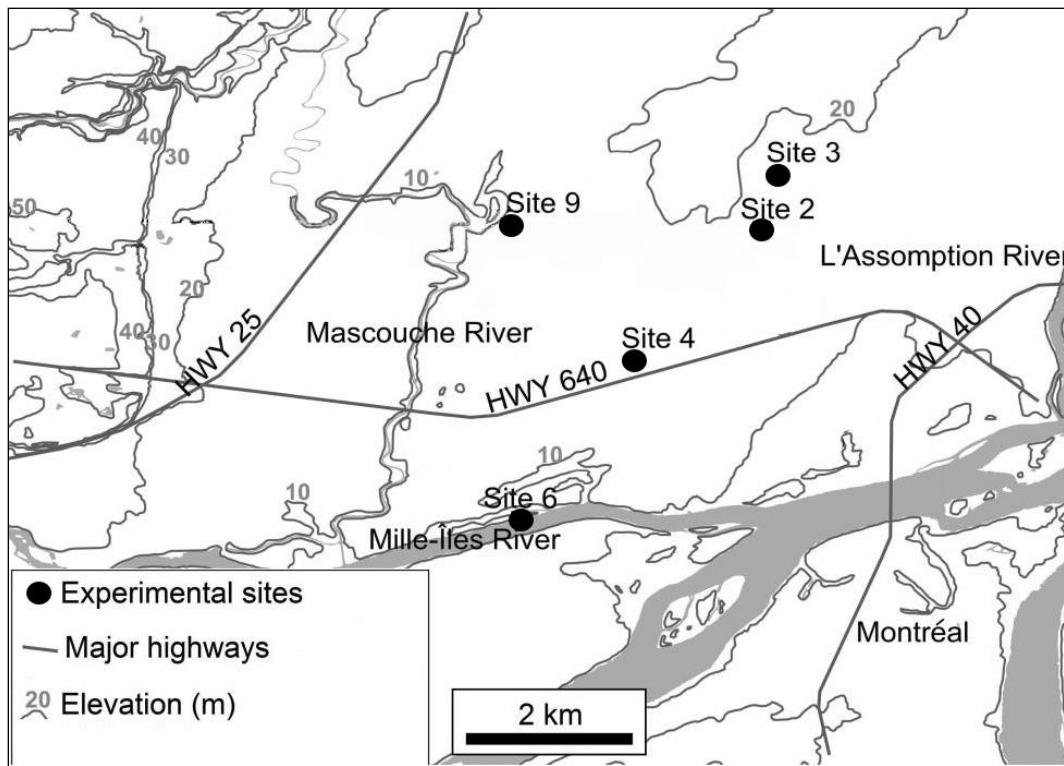 20
Site 3
40
30
10
50
Site 9
Site 2
L'Assomption River
20
HWY 25
Mascouche River
40
30
Site 4
HWY 40
HWY 640
10
10
Site 6
Mille-Îles River
Experimental sites
Major highways
Montréal
20 Elevation (m)
2 km